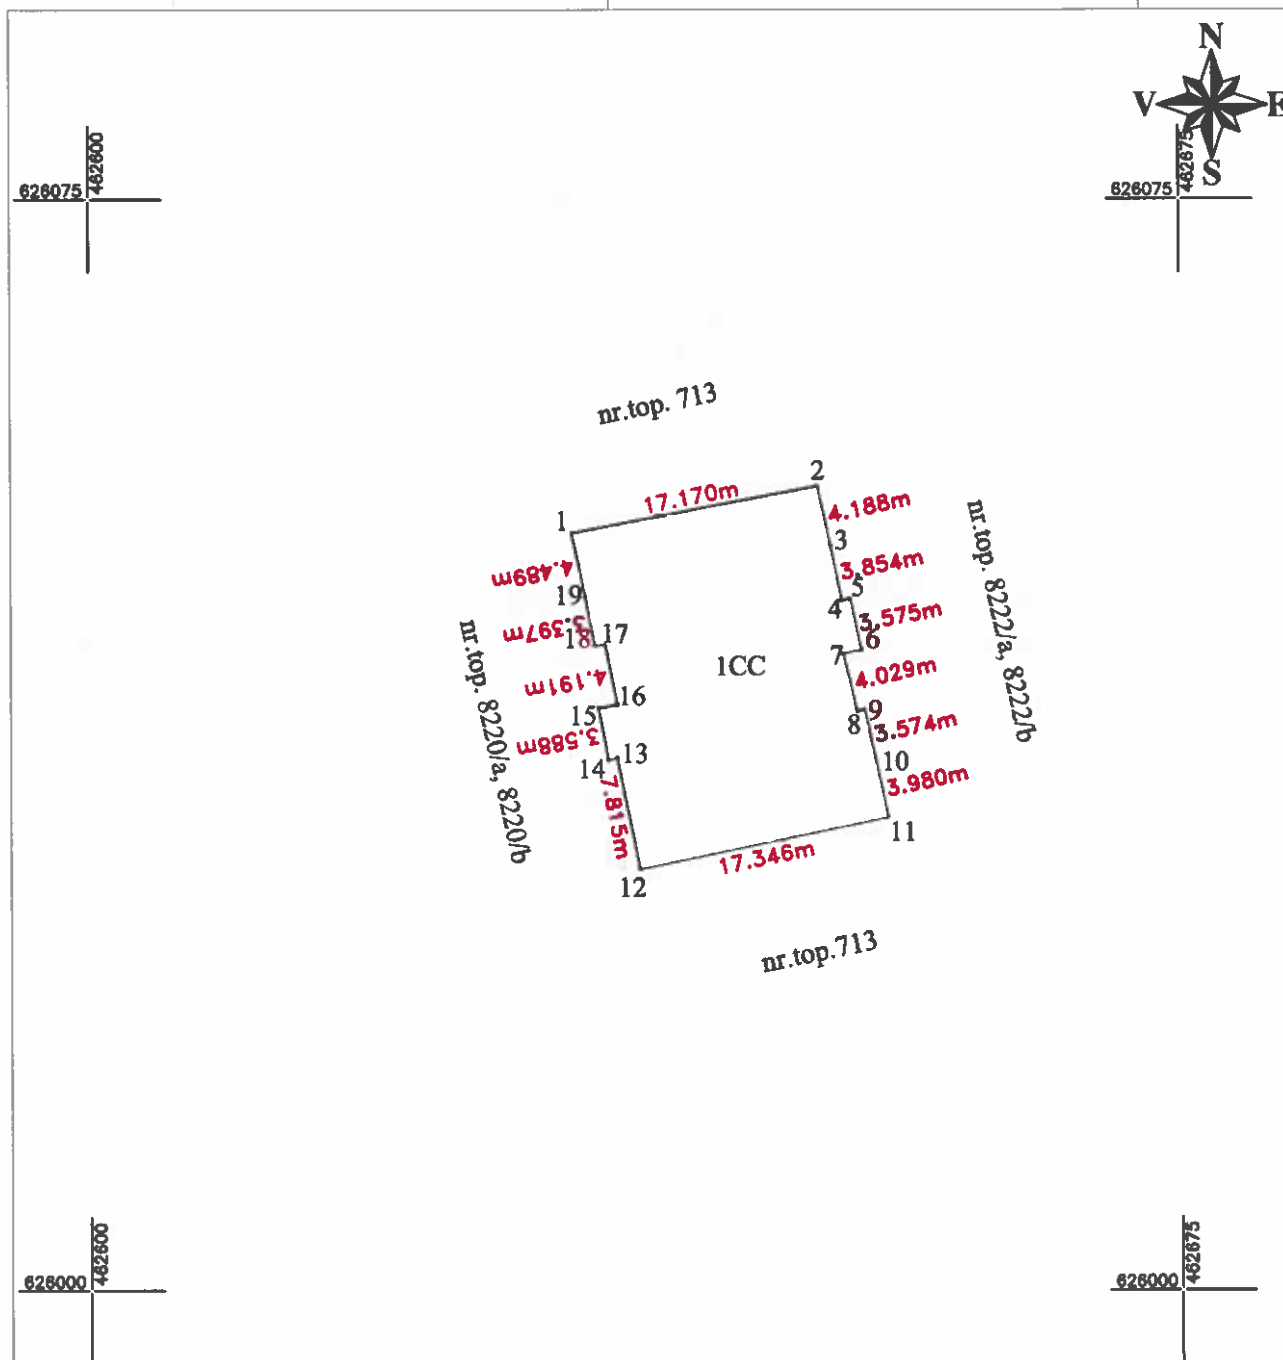 N
V
E
S
462600
626075
462675
626075
nr.top. 713
2
17.170m
1
4.188m
3
4.489m
3.854m
19
5
4
3.575m
3.397m
18
17
6
7
1CC
4.029m
4.191m
16
15
9
8
3.574m
3.588m
13
14
10
3.980m
7.815m
11
17.346m
12
nr.top. 8222/a, 8222/b
nr.top. 8220/a, 8220/b
nr.top.713
462600
626000
462675
626000